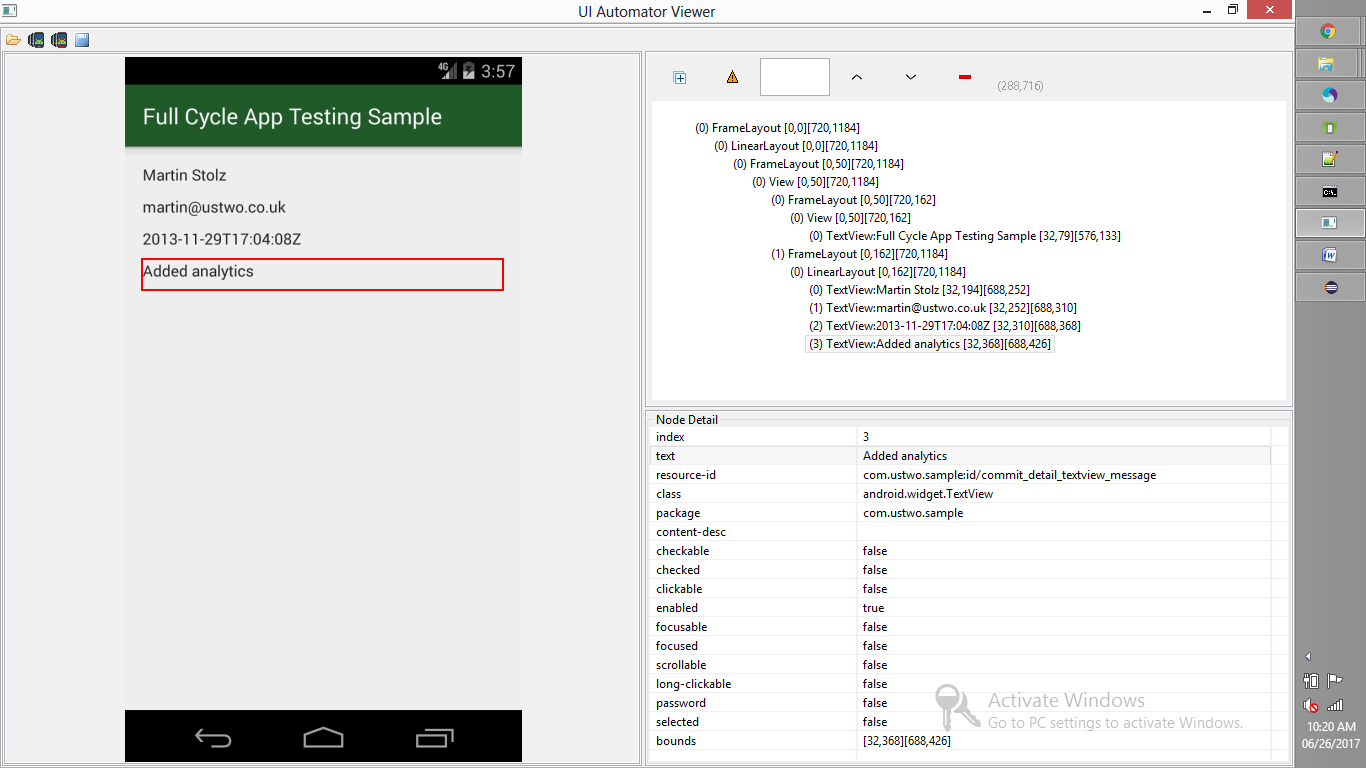 UI Automator Viewer
4G 3:57
Full Cycle App Testing Sample
Martin Stolz
martin@ustwo.co.uk
2013-11-29T17:04:08Z
Added analytics
(288,716)
(0) FrameLayout [0,0][720,1184]
(0) LinearLayout [0,0][720,1184]
(0) FrameLayout [0,50][720,1184]
(0) View [0,50][720,1184]
(0) FrameLayout [0,50][720,162]
(0) View [0,50][720,162]
(0) TextView:Full Cycle App Testing Sample [32,79][576,133]
(1) FrameLayout [0,162][720,1184]
(0) LinearLayout [0,162][720,1184]
(0) TextView:Martin Stolz [32,194][688,252]
(1) TextView:martin@ustwo.co.uk [32,252][688,310]
(2) TextView:2013-11-29T17:04:08Z [32,310][688,368]
(3) TextView:Added analytics [32,368][688,426]
Node Detail
index 3
text Added analytics
resource-id com.ustwo.sample:id/commit_detail_textview_message
class android.widget.TextView
package com.ustwo.sample
content-desc
checkable false
checked false
clickable false
enabled true
focusable false
focused false
scrollable false
long-clickable false
password false
selected false
bounds [32,368][688,426]
Activate Windows
Go to PC settings to activate Windows.
10:20 AM
06/26/2017